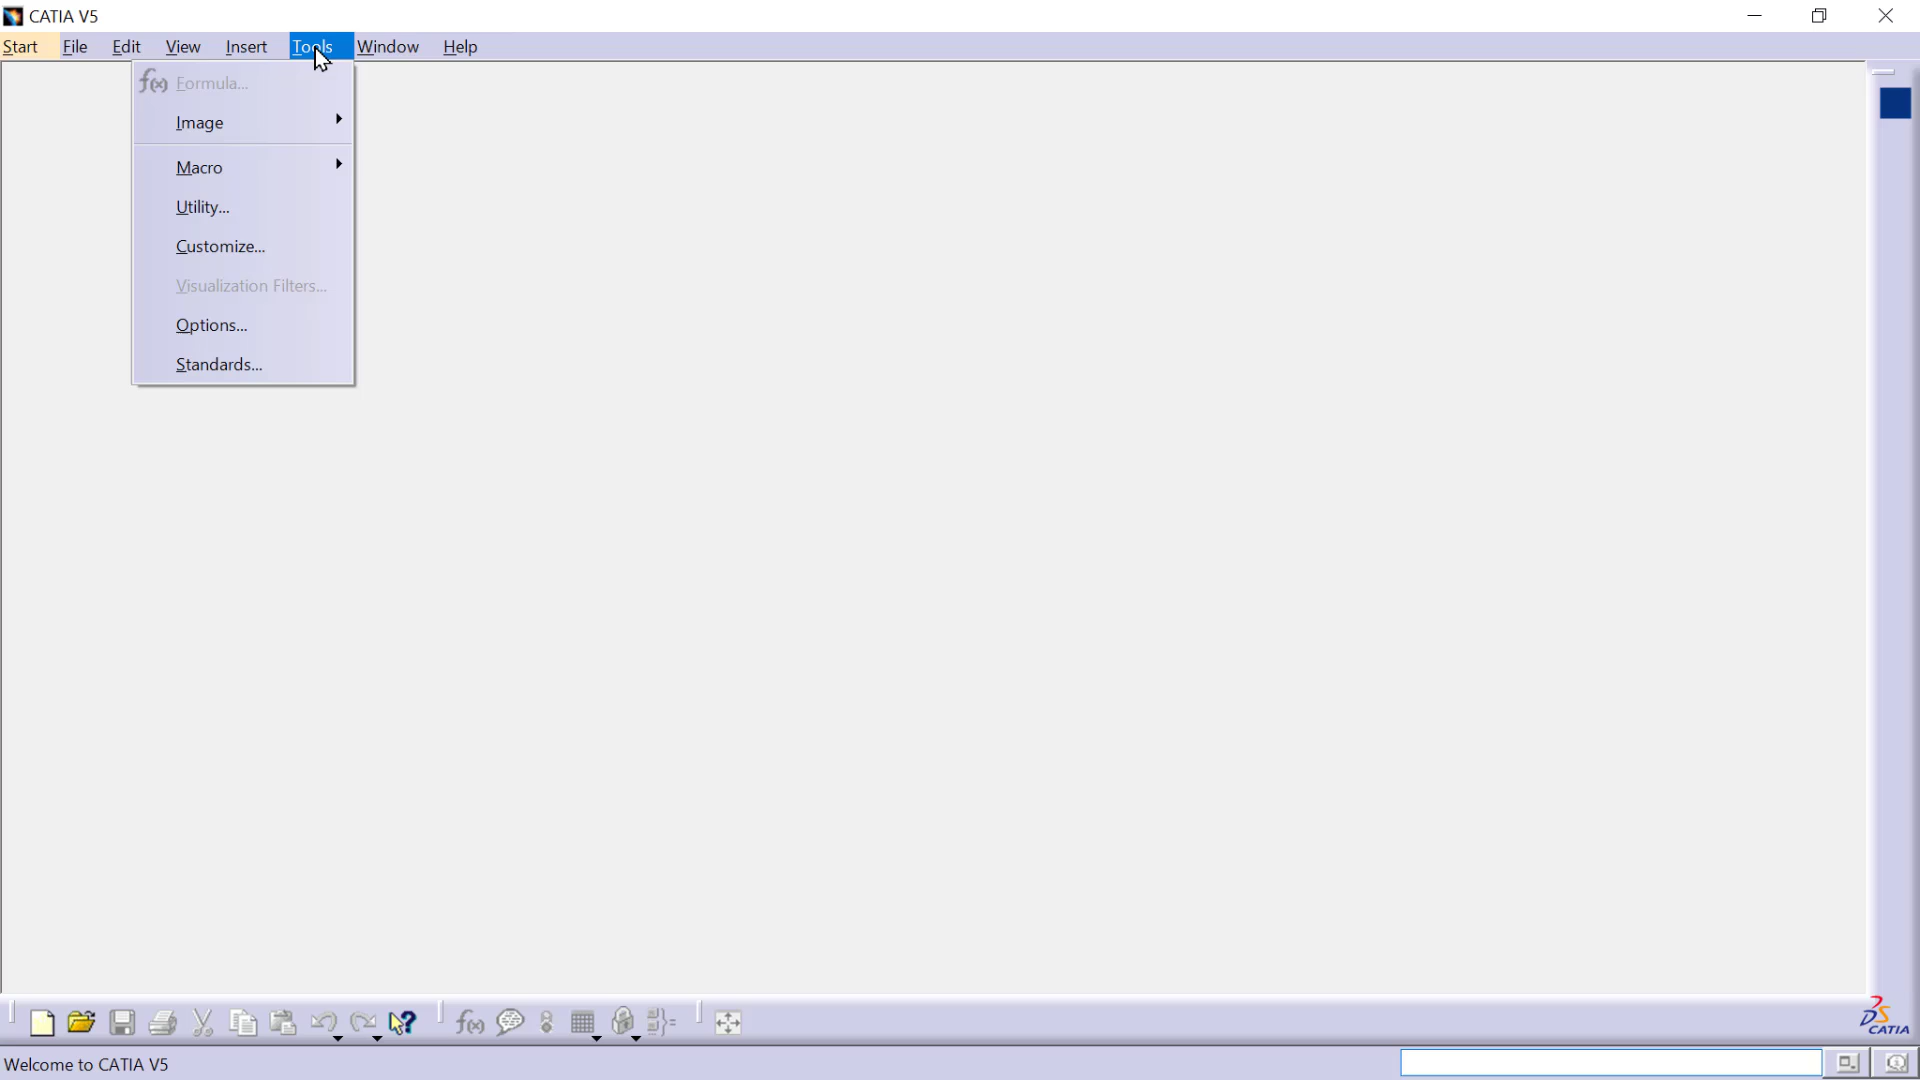 CATIA V5
Start File Edit View Insert Tools Window Help
f(x) Formula...
Image
Macro
Utility...
Customize...
Visualization Filters...
Options...
Standards...
f(x)
DS CATIA
Welcome to CATIA V5